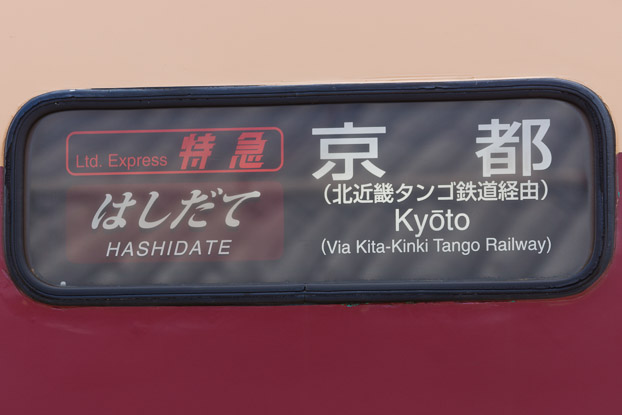 Ltd. Express 特急
はしだて
HASHIDATE
京都
(北近畿タンゴ鉄道経由)
Kyōto
(Via Kita-Kinki Tango Railway)